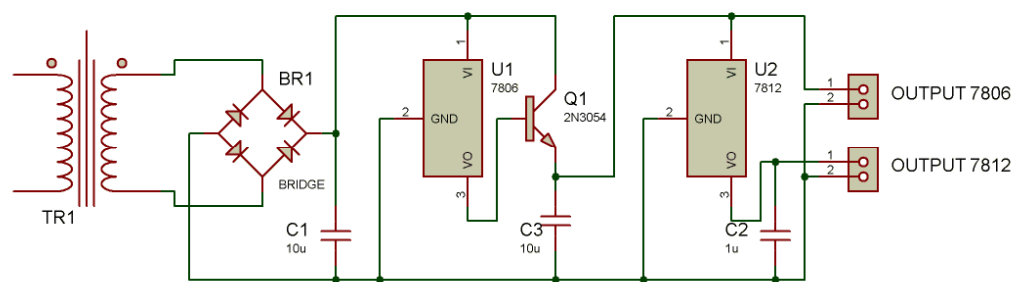 TR1
BR1
BRIDGE
C1
10u
1
VI
U1
7806
2
GND
VO
3
Q1
2N3054
C3
10u
1
VI
U2
7812
2
GND
VO
3
C2
1u
1
2
OUTPUT 7806
1
2
OUTPUT 7812